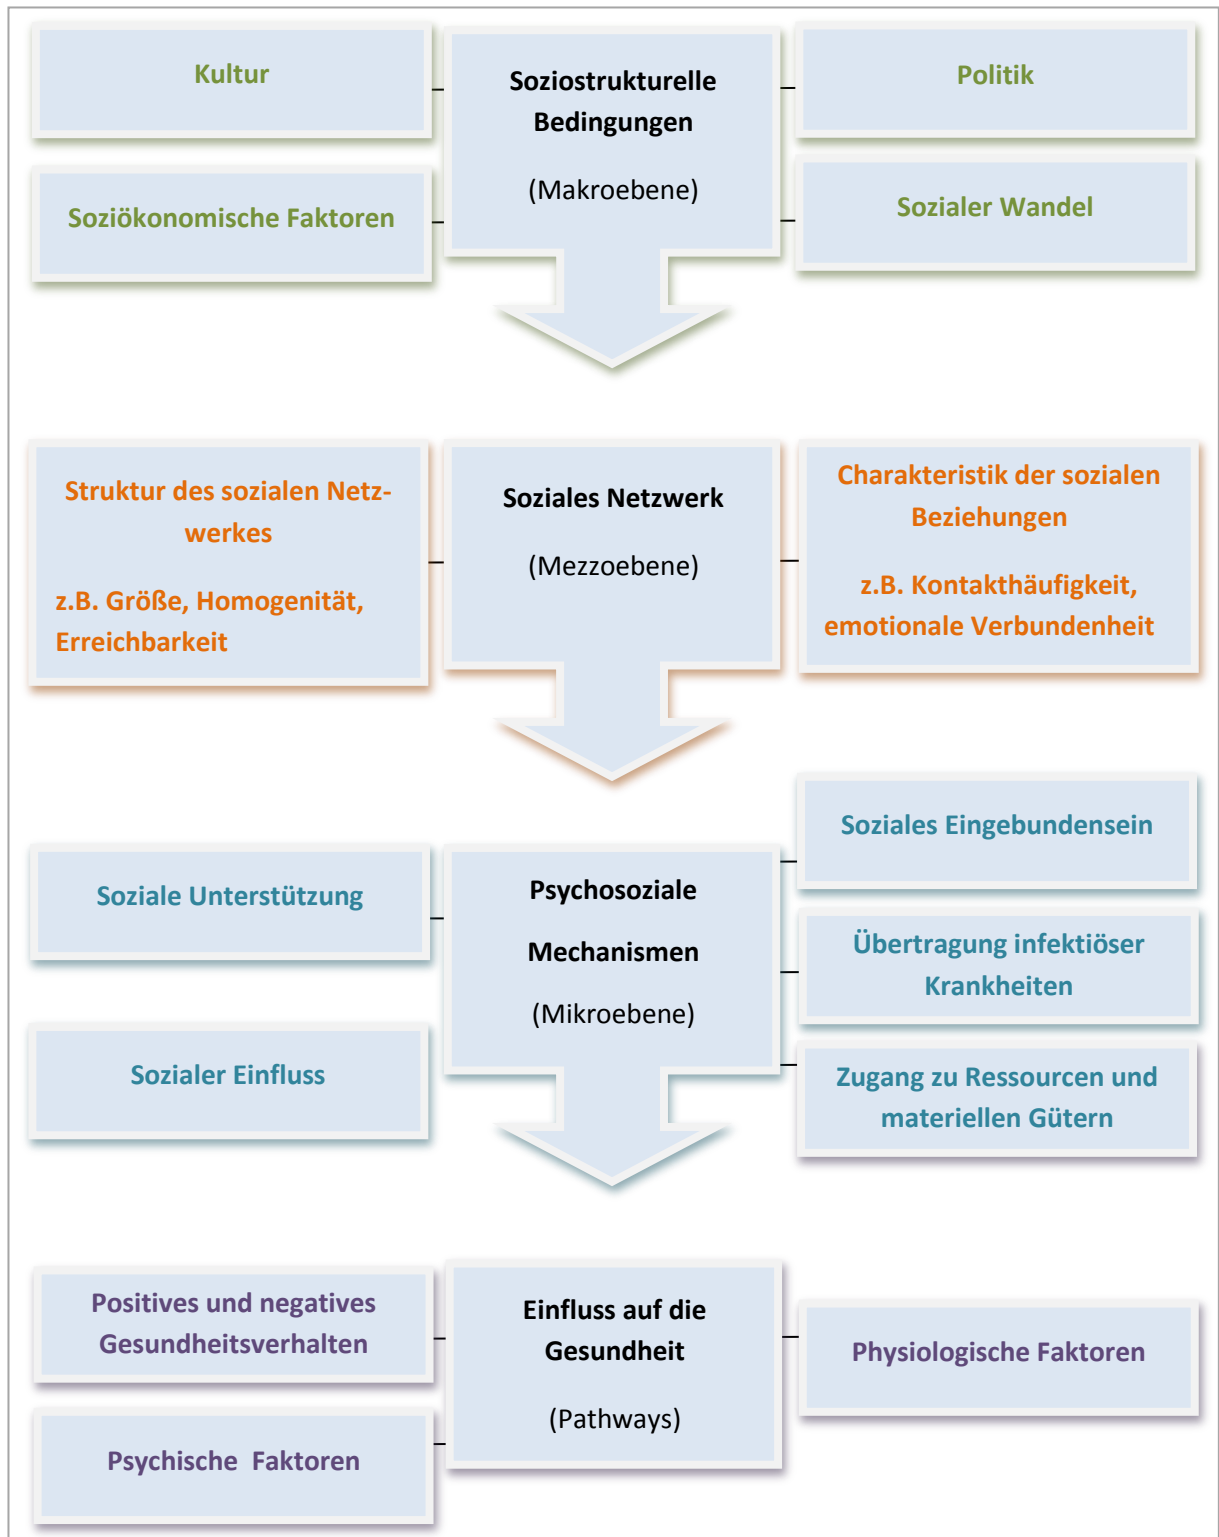 Kultur
Soziökonomische Faktoren
Soziostrukturelle
Bedingungen
(Makroebene)
Politik
Sozialer Wandel
Struktur des sozialen Netz-
werkes
z.B. Größe, Homogenität,
Erreichbarkeit
Soziales Netzwerk
(Mezzoebene)
Charakteristik der sozialen
Beziehungen
z.B. Kontakthäufigkeit,
emotionale Verbundenheit
Soziale Unterstützung
Sozialer Einfluss
Psychosoziale
Mechanismen
(Mikroebene)
Soziales Eingebundensein
Übertragung infektiöser
Krankheiten
Zugang zu Ressourcen und
materiellen Gütern
Positives und negatives
Gesundheitsverhalten
Psychische  Faktoren
Einfluss auf die
Gesundheit
(Pathways)
Physiologische Faktoren